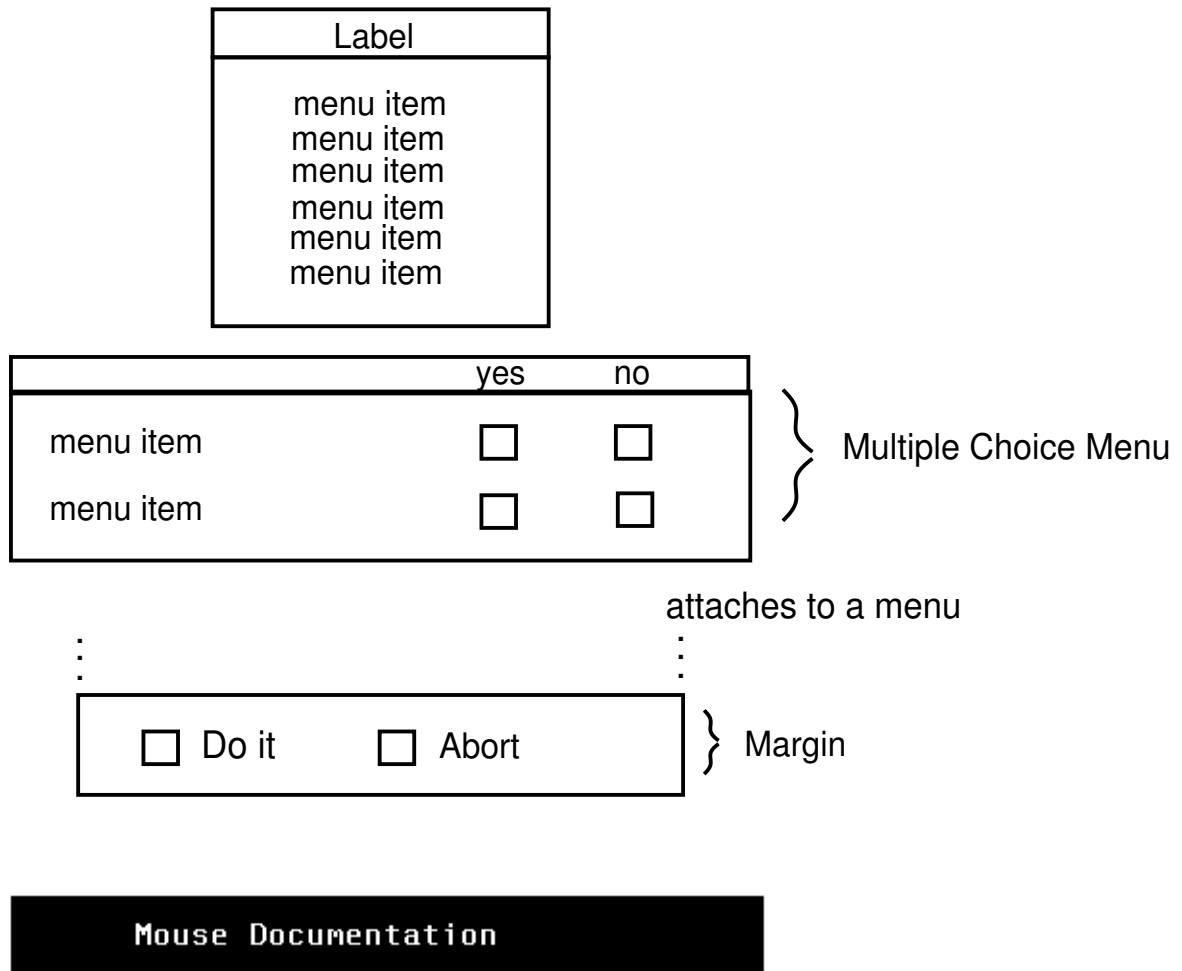 Label
menu item
menu item
menu item
menu item
menu item
menu item
yes no
menu item
menu item
Multiple Choice Menu
attaches to a menu
Do it Abort
Margin
Mouse Documentation